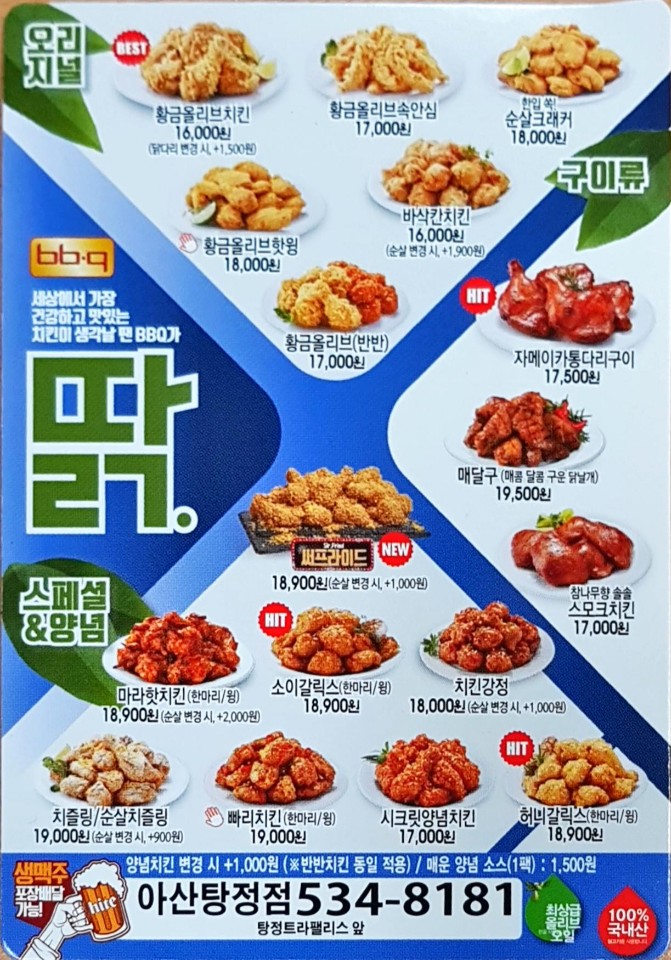 오리
지널
BEST
황금올리브치킨
16,000원
(닭다리 변경 시, +1,500원)
황금올리브속안심
17,000원
한입 쏙!
순살크래커
18,000원
황금올리브핫윙
18,000원
바삭칸치킨
16,000원
(순살 변경 시, +1,900원)
황금올리브(반반)
17,000원
구이류
HIT
자메이카통다리구이
17,500원
매달구 (매콤 달콤 구운 닭날개)
19,500원
참나무향 솔솔
스모크치킨
17,000원
bb.q
세상에서 가장
건강하고 맛있는
치킨이 생각날 땐 BBQ가
딹.
써프라이드
NEW
18,900원(순살 변경 시, +1,000원)
스페셜
&양념
마라핫치킨(한마리/윙)
18,900원(순살 변경 시, +2,000원)
HIT
소이갈릭스(한마리/윙)
18,900원
치킨강정
18,000원(순살 변경 시, +1,000원)
치즐링/순살치즐링
19,000원(순살 변경 시, +900원)
빠리치킨(한마리/윙)
19,000원
시크릿양념치킨
17,000원
HIT
허니갈릭스(한마리/윙)
18,900원
양념치킨 변경 시 +1,000원 (※반반치킨 동일 적용) / 매운 양념 소스(1팩) : 1,500원
생맥주
포장배달
가능!
hite
아산탕정점 534-8181
탕정트라팰리스 앞
최상급
올리브
오일
100%
국내산